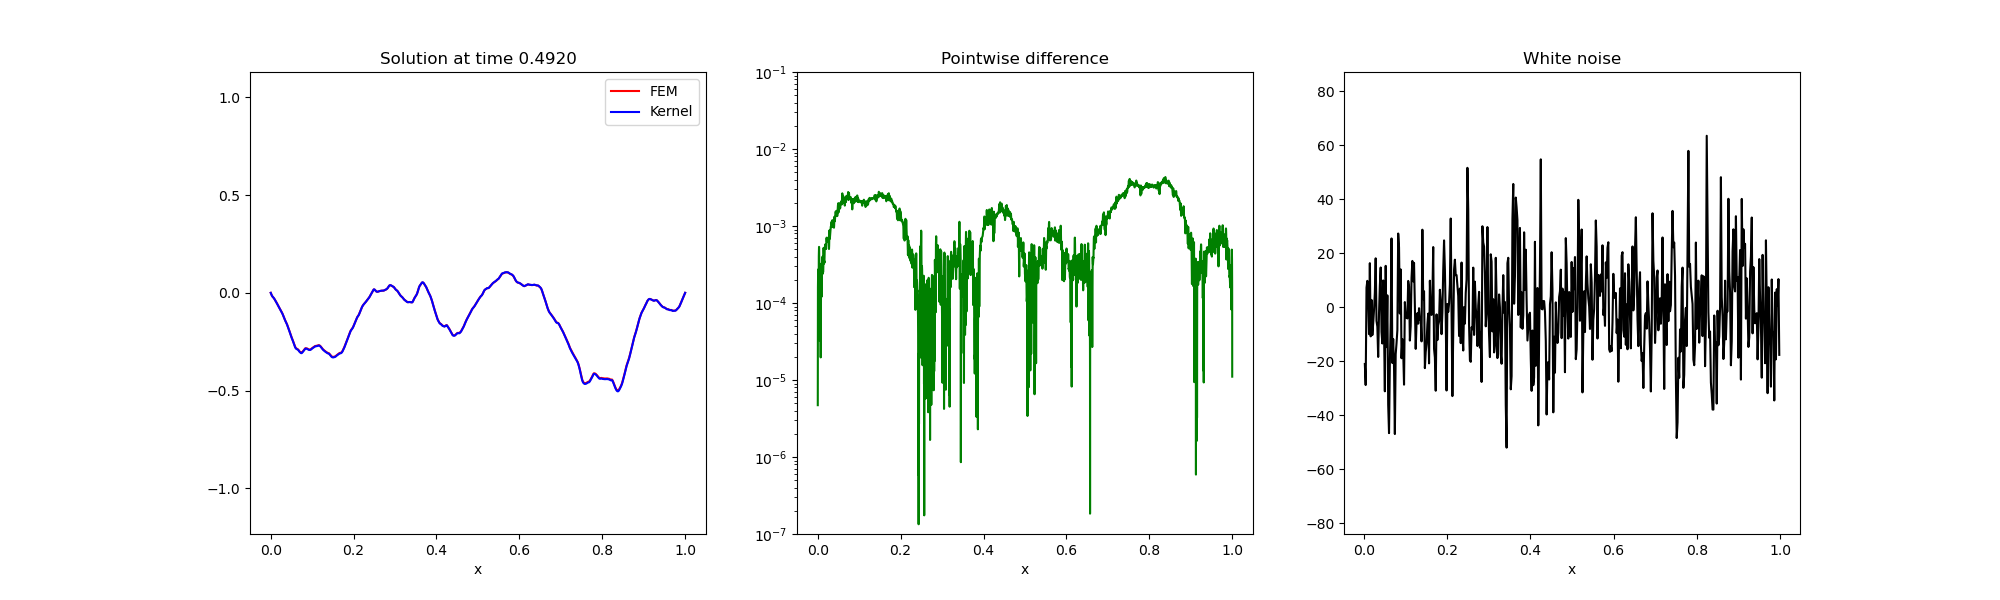 Solution at time 0.4920
1.0
0.5
0.0
−0.5
−1.0
FEM
Kernel
0.0 0.2 0.4 0.6 0.8 1.0
x
Pointwise difference
10⁻¹
10⁻²
10⁻³
10⁻⁴
10⁻⁵
10⁻⁶
10⁻⁷
0.0 0.2 0.4 0.6 0.8 1.0
x
White noise
80
60
40
20
0
−20
−40
−60
−80
0.0 0.2 0.4 0.6 0.8 1.0
x